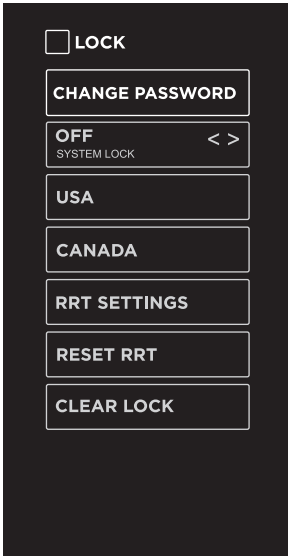 LOCK
CHANGE PASSWORD
OFF < >
SYSTEM LOCK
USA
CANADA
RRT SETTINGS
RESET RRT
CLEAR LOCK